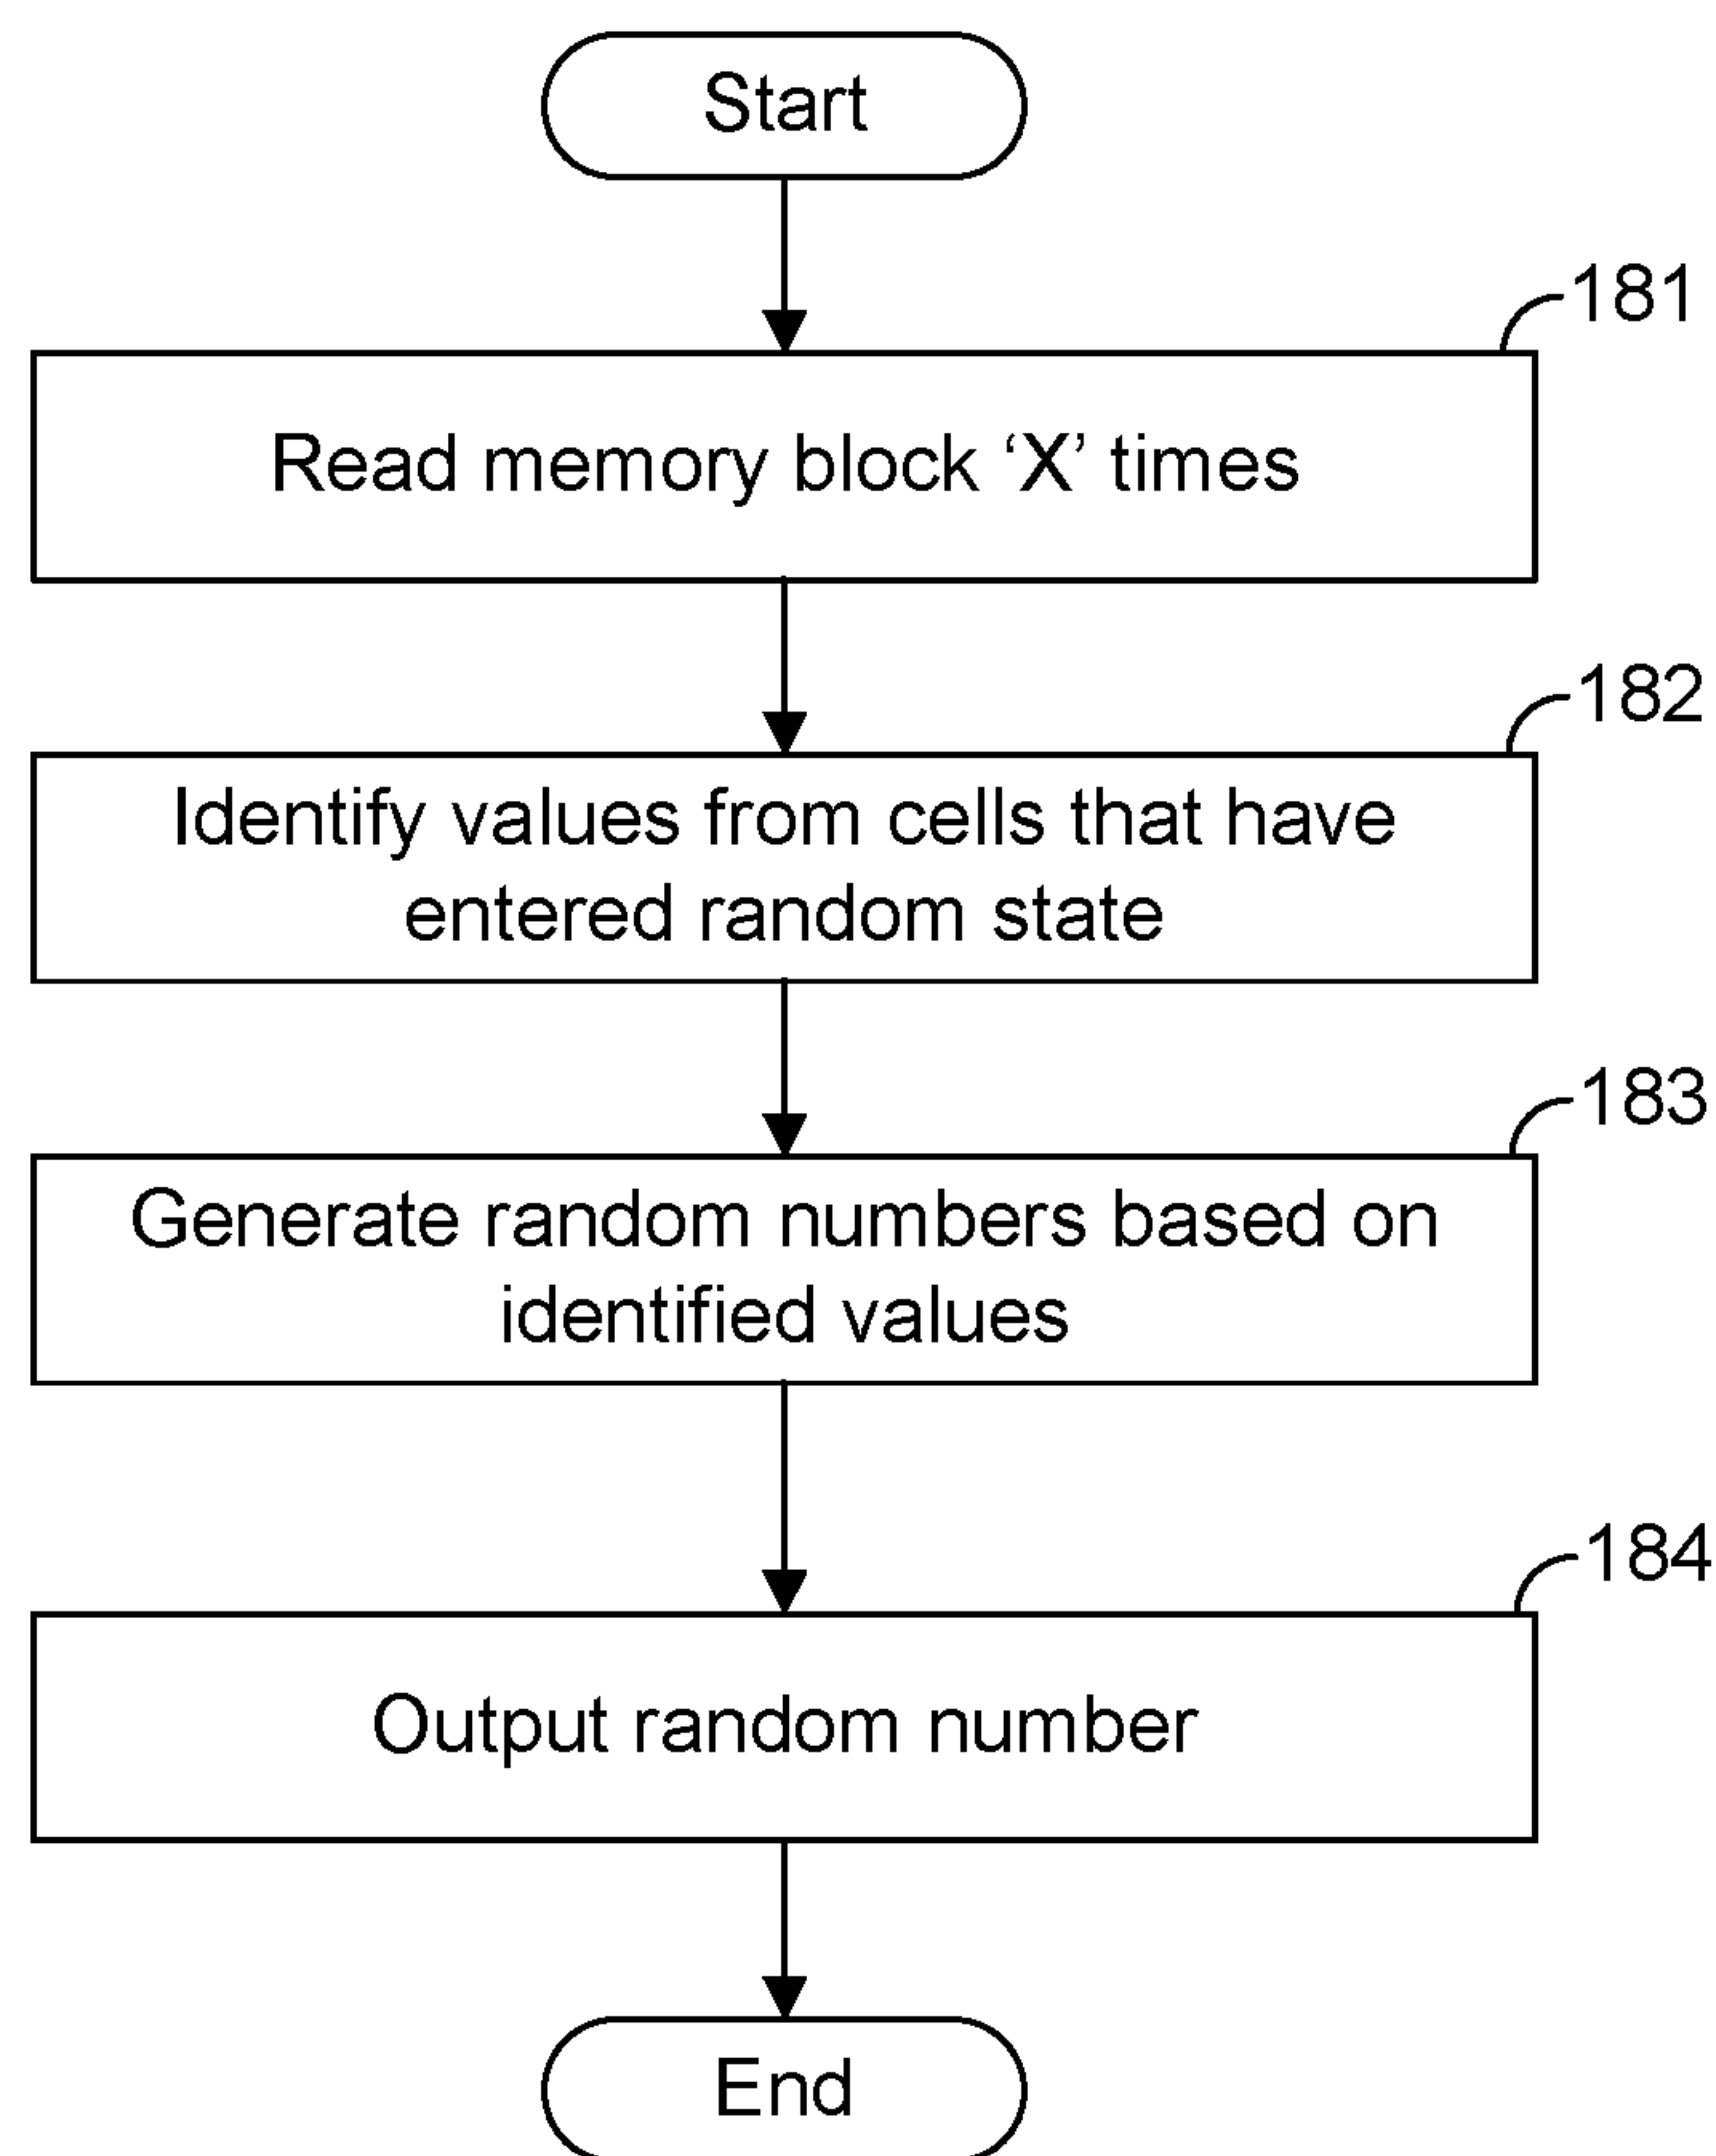 Start
181
Read memory block ‘X’ times
182
Identify values from cells that have
entered random state
183
Generate random numbers based on
identified values
184
Output random number
End